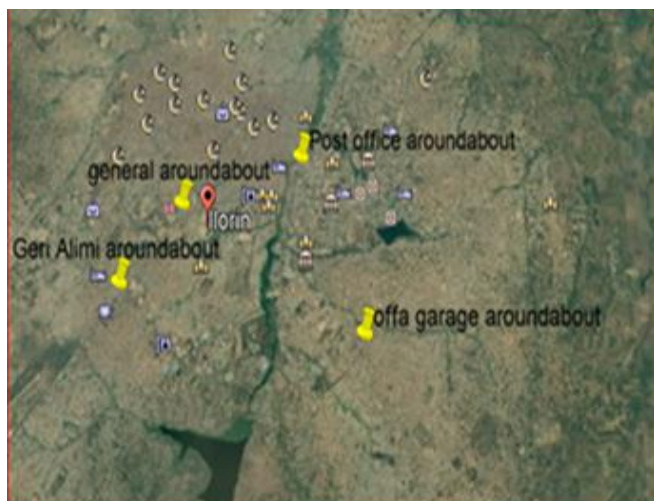 Post office aroundabout
general aroundabout
Ilorin
Geri Alimi aroundabout
offa garage aroundabout